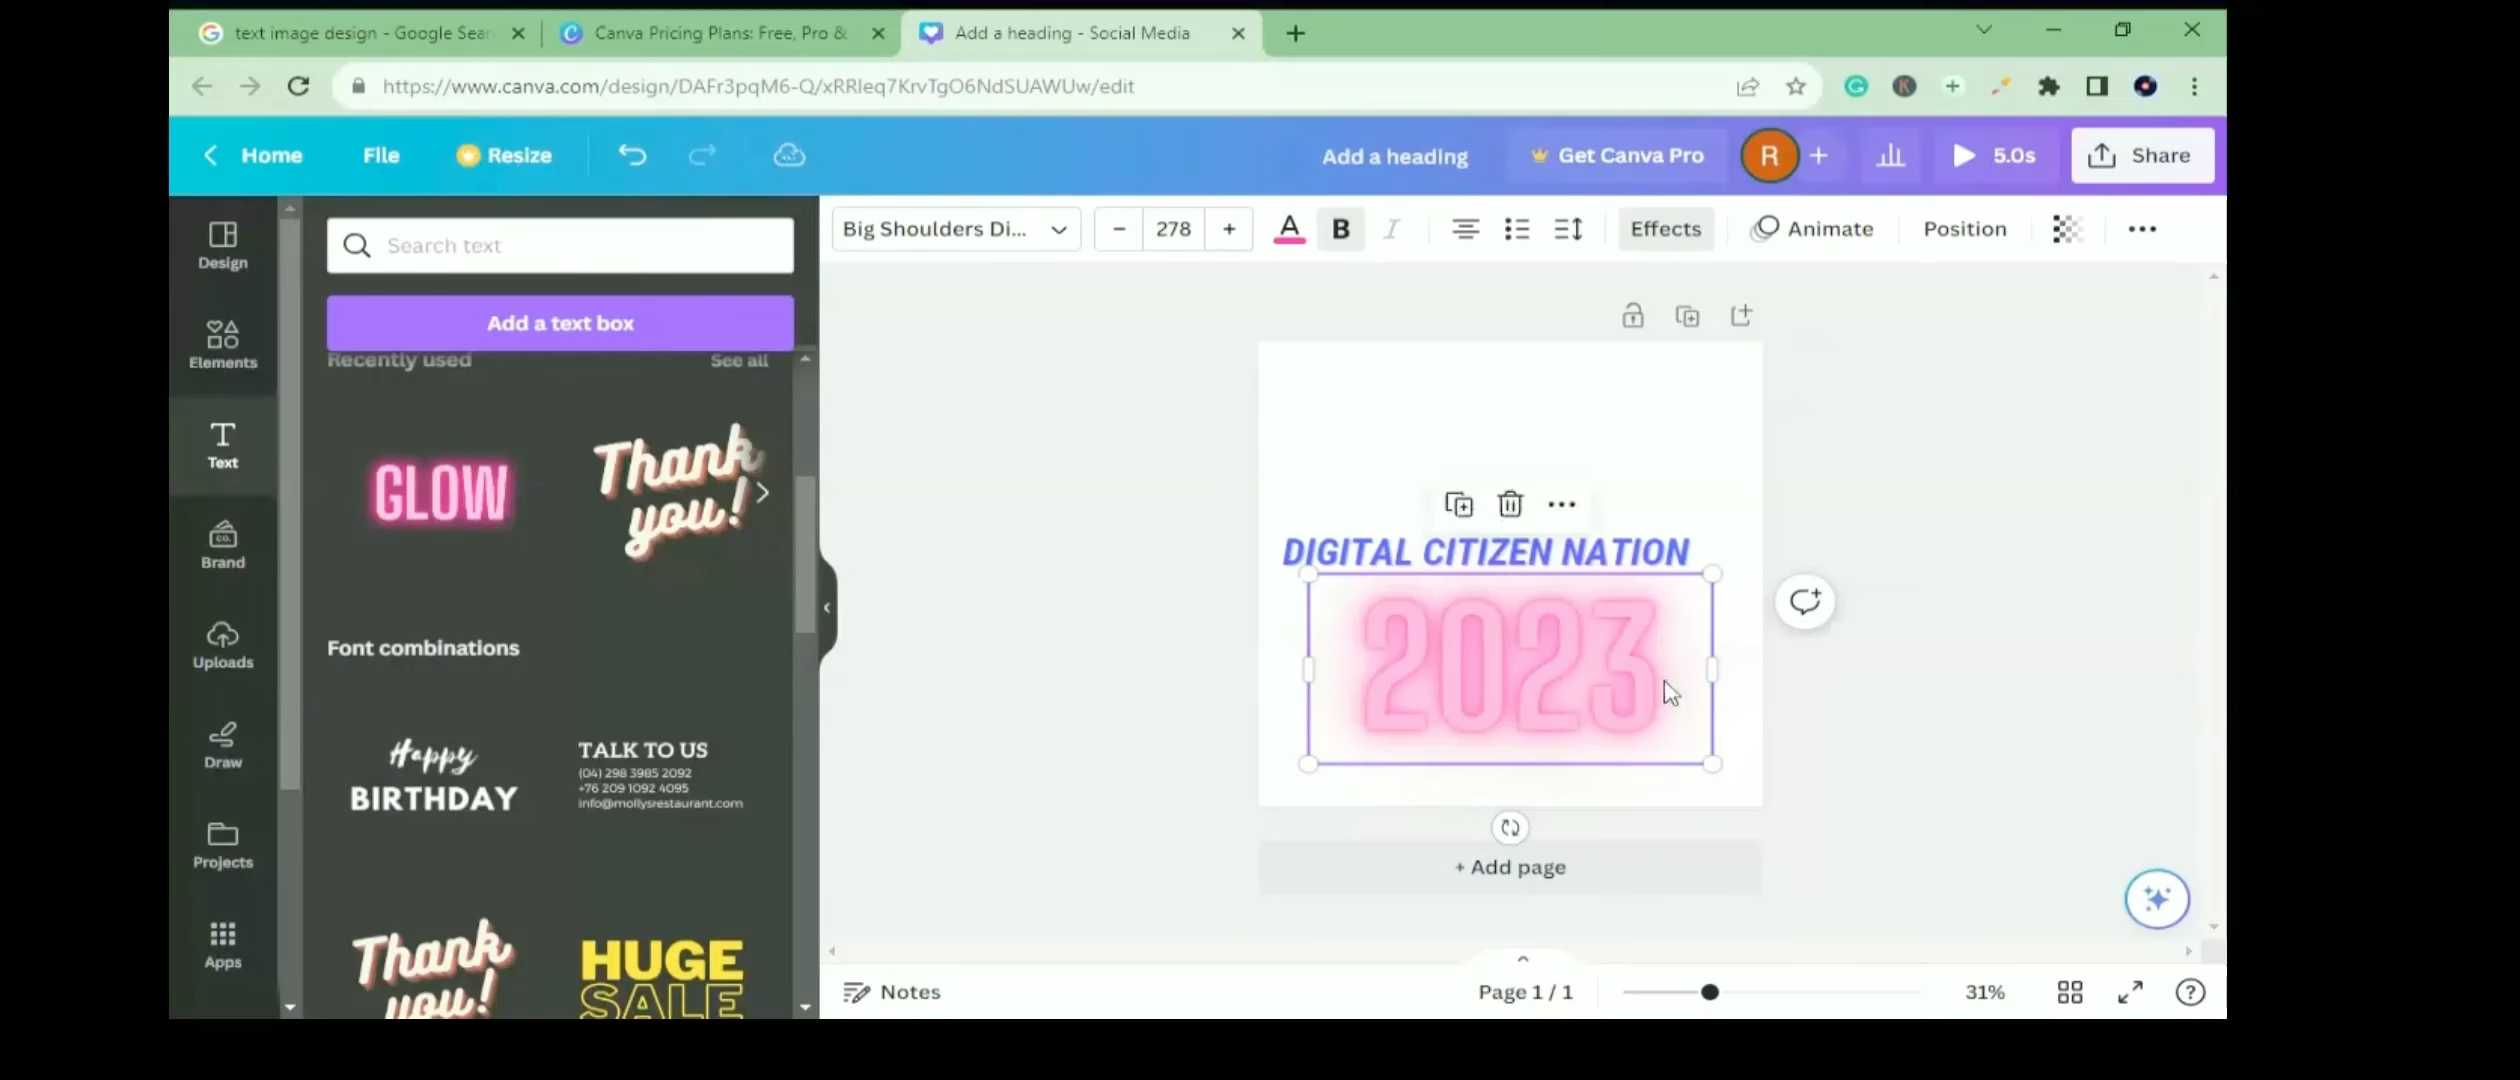 text image design - Google Sear
Canva Pricing Plans: Free, Pro &
Add a heading - Social Media
https://www.canva.com/design/DAFr3pqM6-Q/xRRleq7KrvTgO6NdSUAWUw/edit
Home
File
Resize
Add a heading
Get Canva Pro
R
5.0s
Share
Design
Elements
Text
Brand
Uploads
Draw
Projects
Apps
Search text
Add a text box
Recently used
See all
GLOW
Thank
you!
Font combinations
Happy
BIRTHDAY
TALK TO US
(04) 298 3985 2092
+76 209 1092 4095
info@mollysrestaurant.com
Thank
you!
HUGE
SALE
Big Shoulders Di...
278
A
B
I
Effects
Animate
Position
DIGITAL CITIZEN NATION
2023
+ Add page
Notes
Page 1 / 1
31%